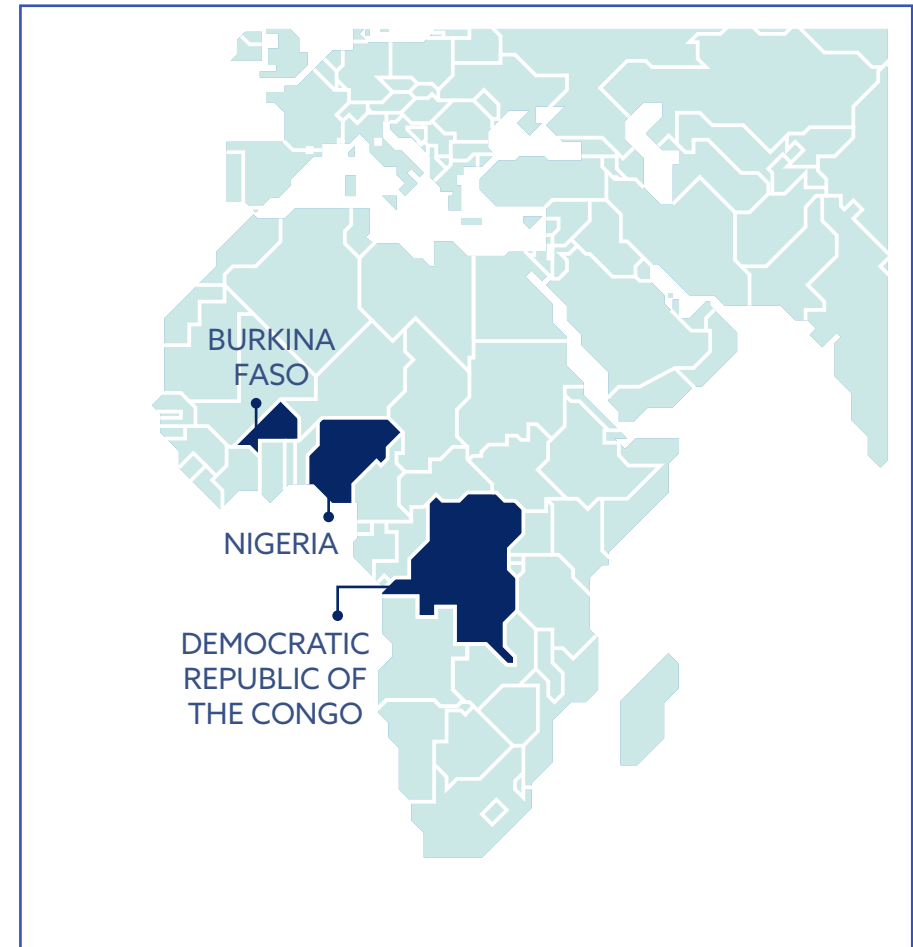 BURKINA
FASO
NIGERIA
DEMOCRATIC
REPUBLIC OF
THE CONGO